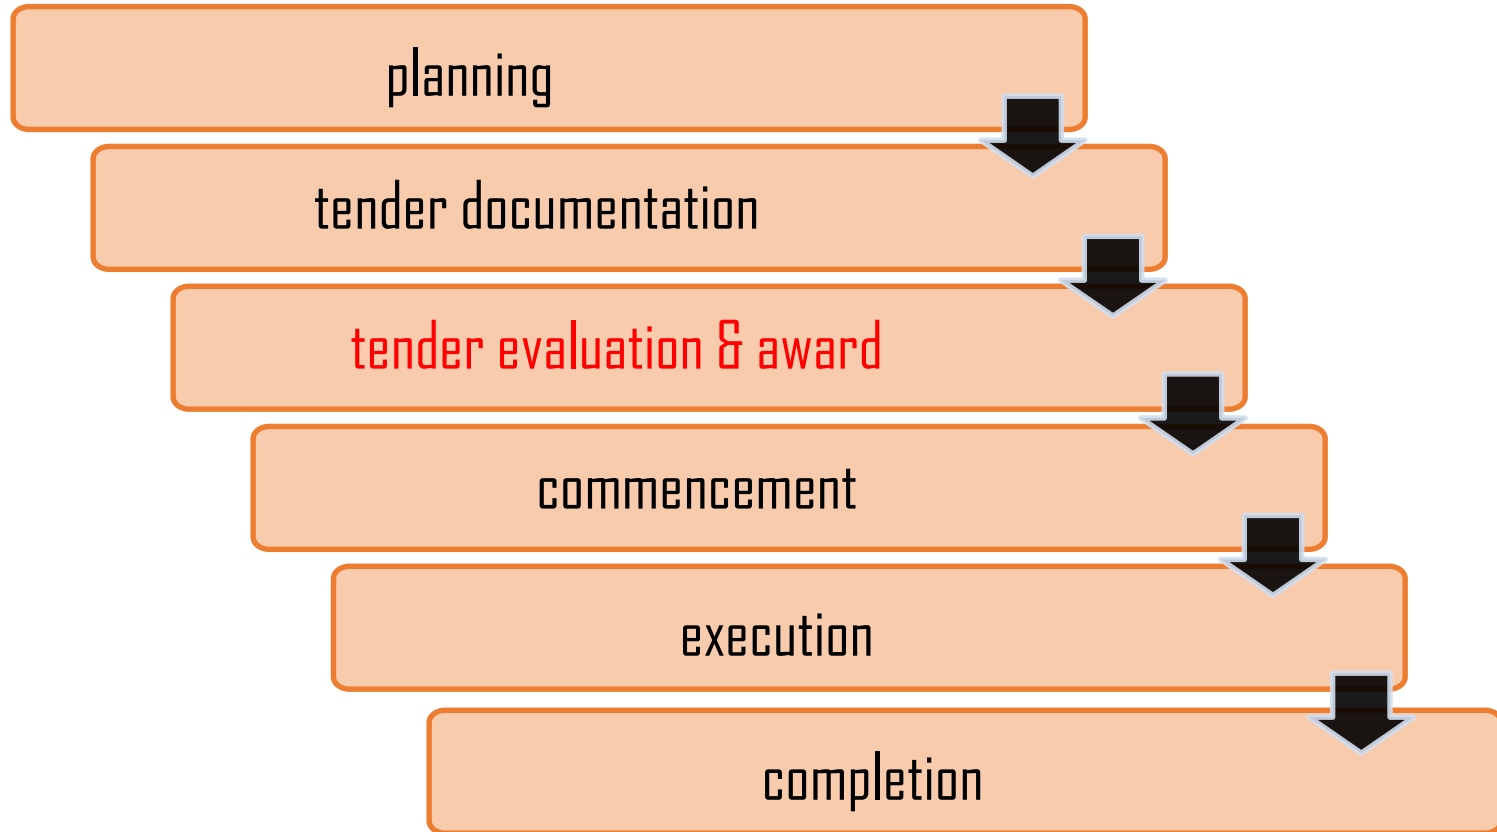 planning
tender documentation
tender evaluation & award
commencement
execution
completion